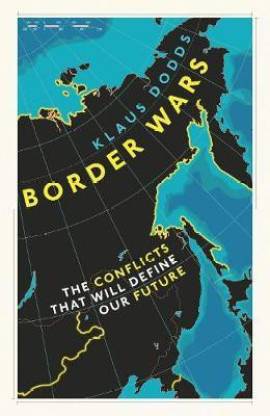 KLAUS DODDS
BORDER WARS
THE CONFLICTS
THAT WILL DEFINE
OUR FUTURE